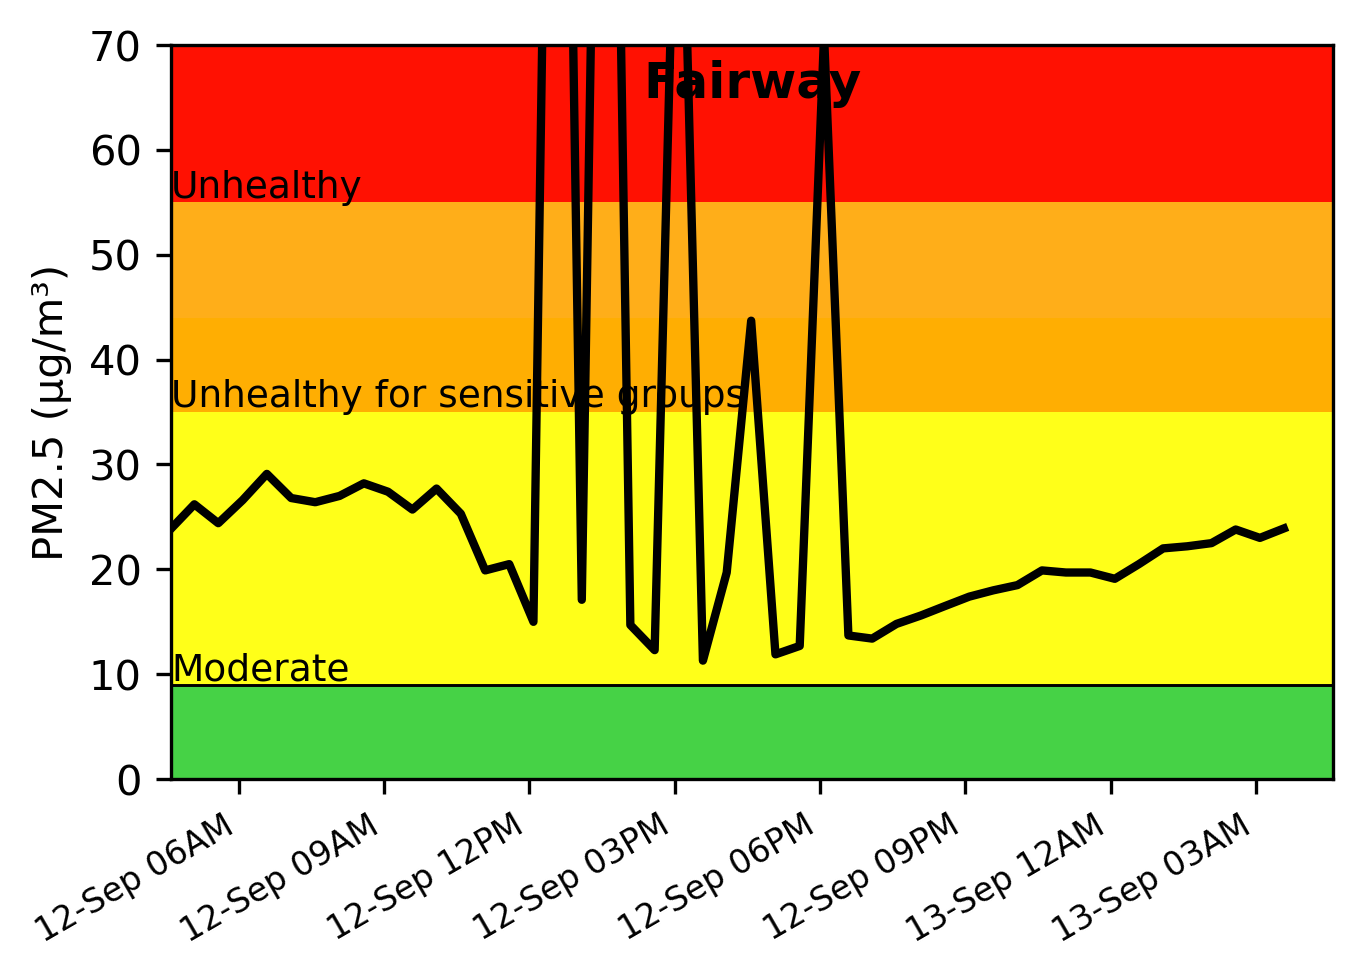 Fairway
70
60
50
40
30
20
10
0
PM2.5 (µg/m³)
Unhealthy
Unhealthy for sensitive groups
Moderate
12-Sep 06AM
12-Sep 09AM
12-Sep 12PM
12-Sep 03PM
12-Sep 06PM
12-Sep 09PM
13-Sep 12AM
13-Sep 03AM